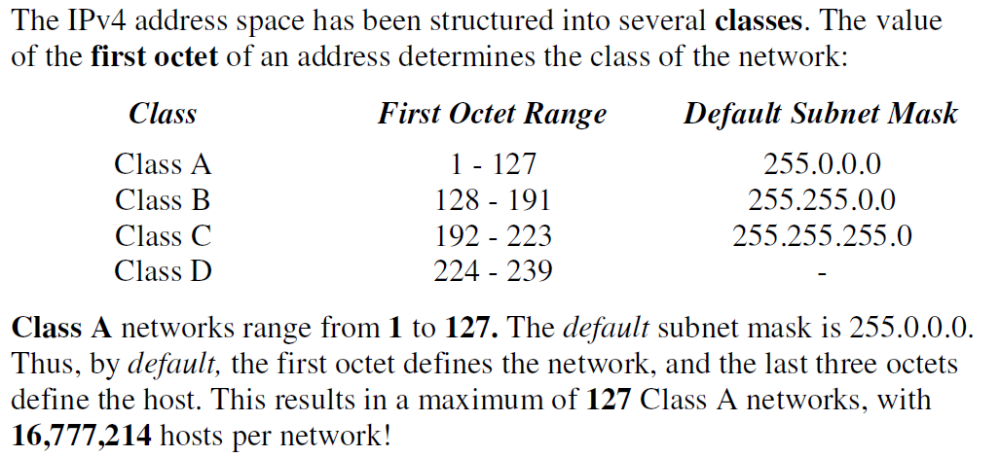 The IPv4 address space has been structured into several classes. The value
of the first octet of an address determines the class of the network:
Class First Octet Range Default Subnet Mask
Class A 1 - 127 255.0.0.0
Class B 128 - 191 255.255.0.0
Class C 192 - 223 255.255.255.0
Class D 224 - 239 -
Class A networks range from 1 to 127. The default subnet mask is 255.0.0.0.
Thus, by default, the first octet defines the network, and the last three octets
define the host. This results in a maximum of 127 Class A networks, with
16,777,214 hosts per network!